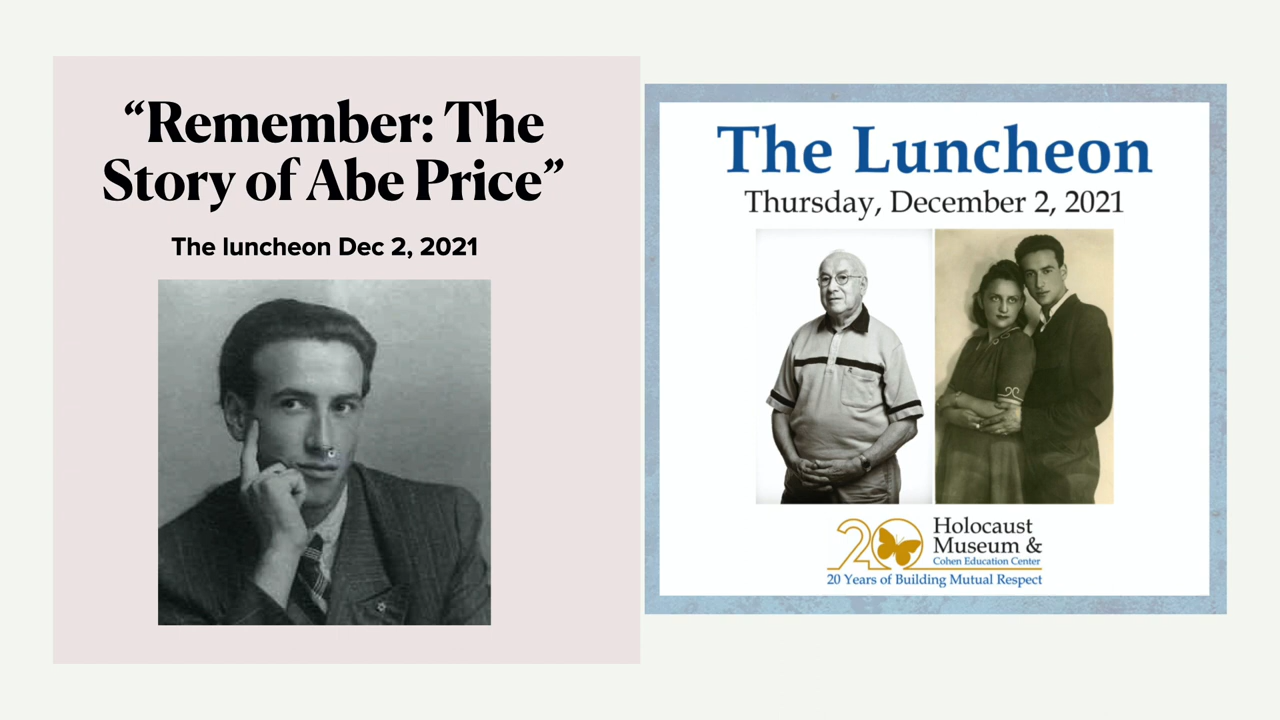 “Remember: The
Story of Abe Price”
The luncheon Dec 2, 2021
The Luncheon
Thursday, December 2, 2021
20
Holocaust
Museum &
Cohen Education Center
20 Years of Building Mutual Respect